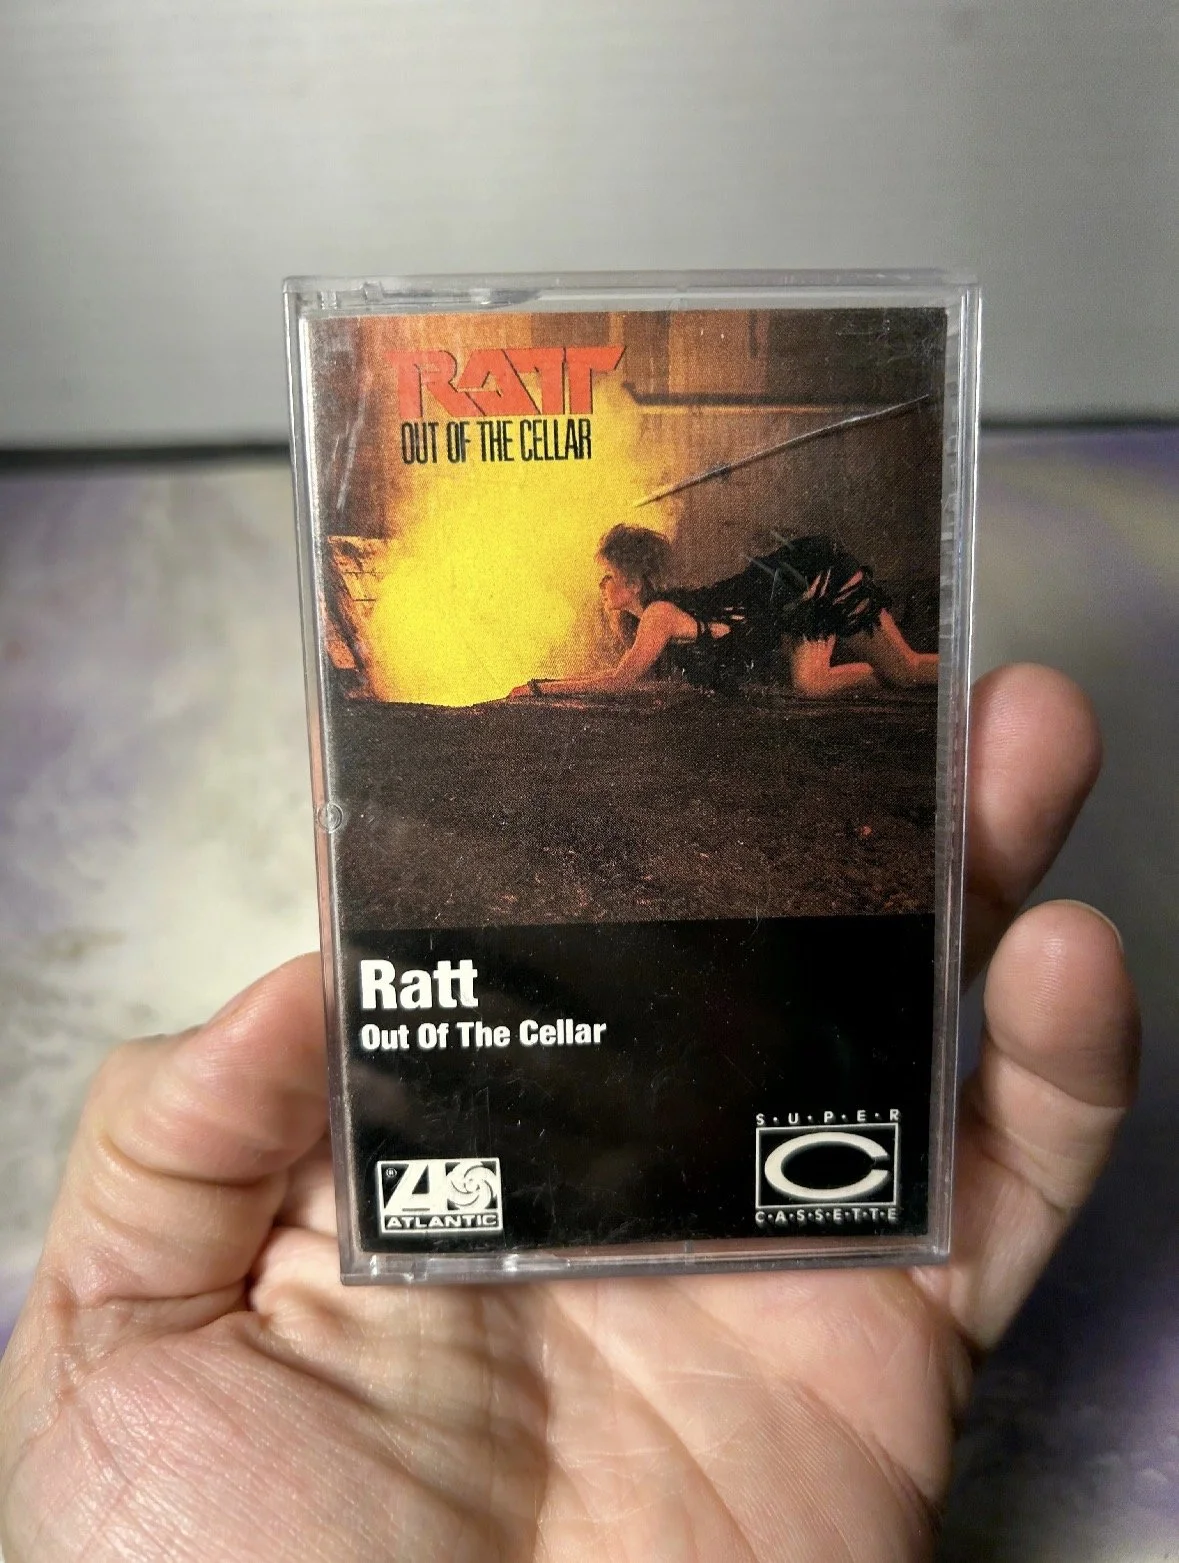 RATT
OUT OF THE CELLAR
Ratt
Out Of The Cellar
S·U·P·E·R
C
C·A·S·S·E·T·T·E
® A
ATLANTIC